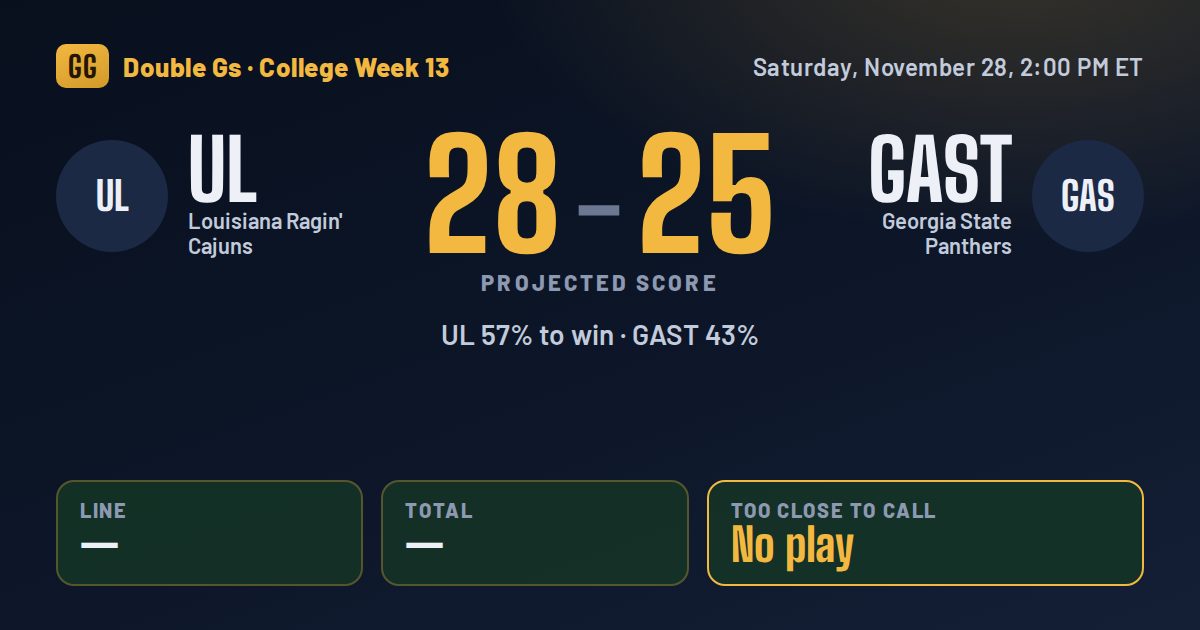 GG
Double Gs · College Week 13
Saturday, November 28, 2:00 PM ET
UL
UL
Louisiana Ragin'
Cajuns
28 – 25
PROJECTED SCORE
UL 57% to win · GAST 43%
GAST
Georgia State
Panthers
GAS
LINE
—
TOTAL
—
TOO CLOSE TO CALL
No play